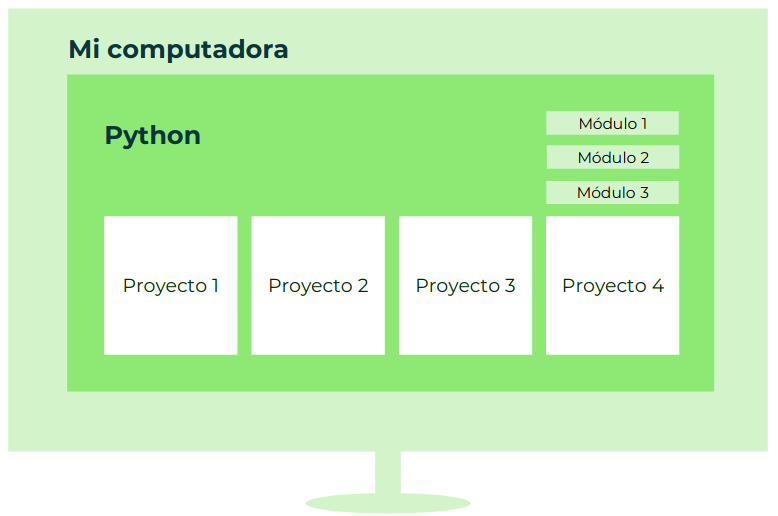 Mi computadora
Python
Módulo 1
Módulo 2
Módulo 3
Proyecto 1
Proyecto 2
Proyecto 3
Proyecto 4